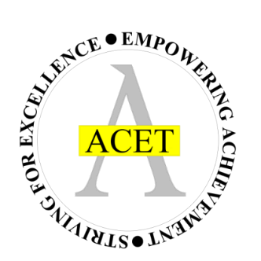 STRIVING FOR EXCELLENCE ● EMPOWERING ACHIEVEMENT ●
A
ACET